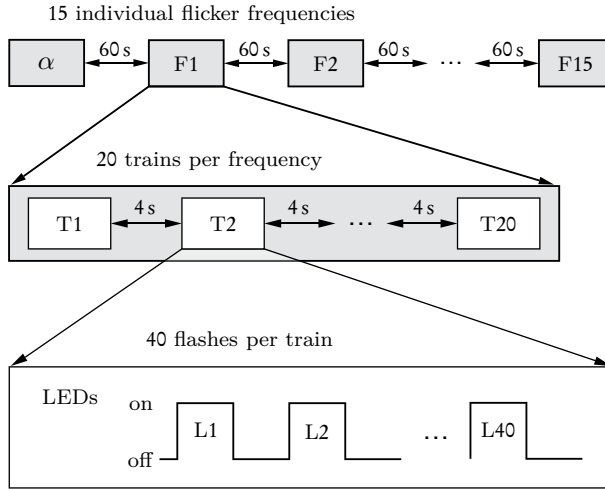 15 individual flicker frequencies
60 s 60 s 60 s 60 s
α F1 F2 ... F15
20 trains per frequency
4 s 4 s 4 s
T1 T2 ... T20
40 flashes per train
LEDs on
L1 L2 ... L40
off